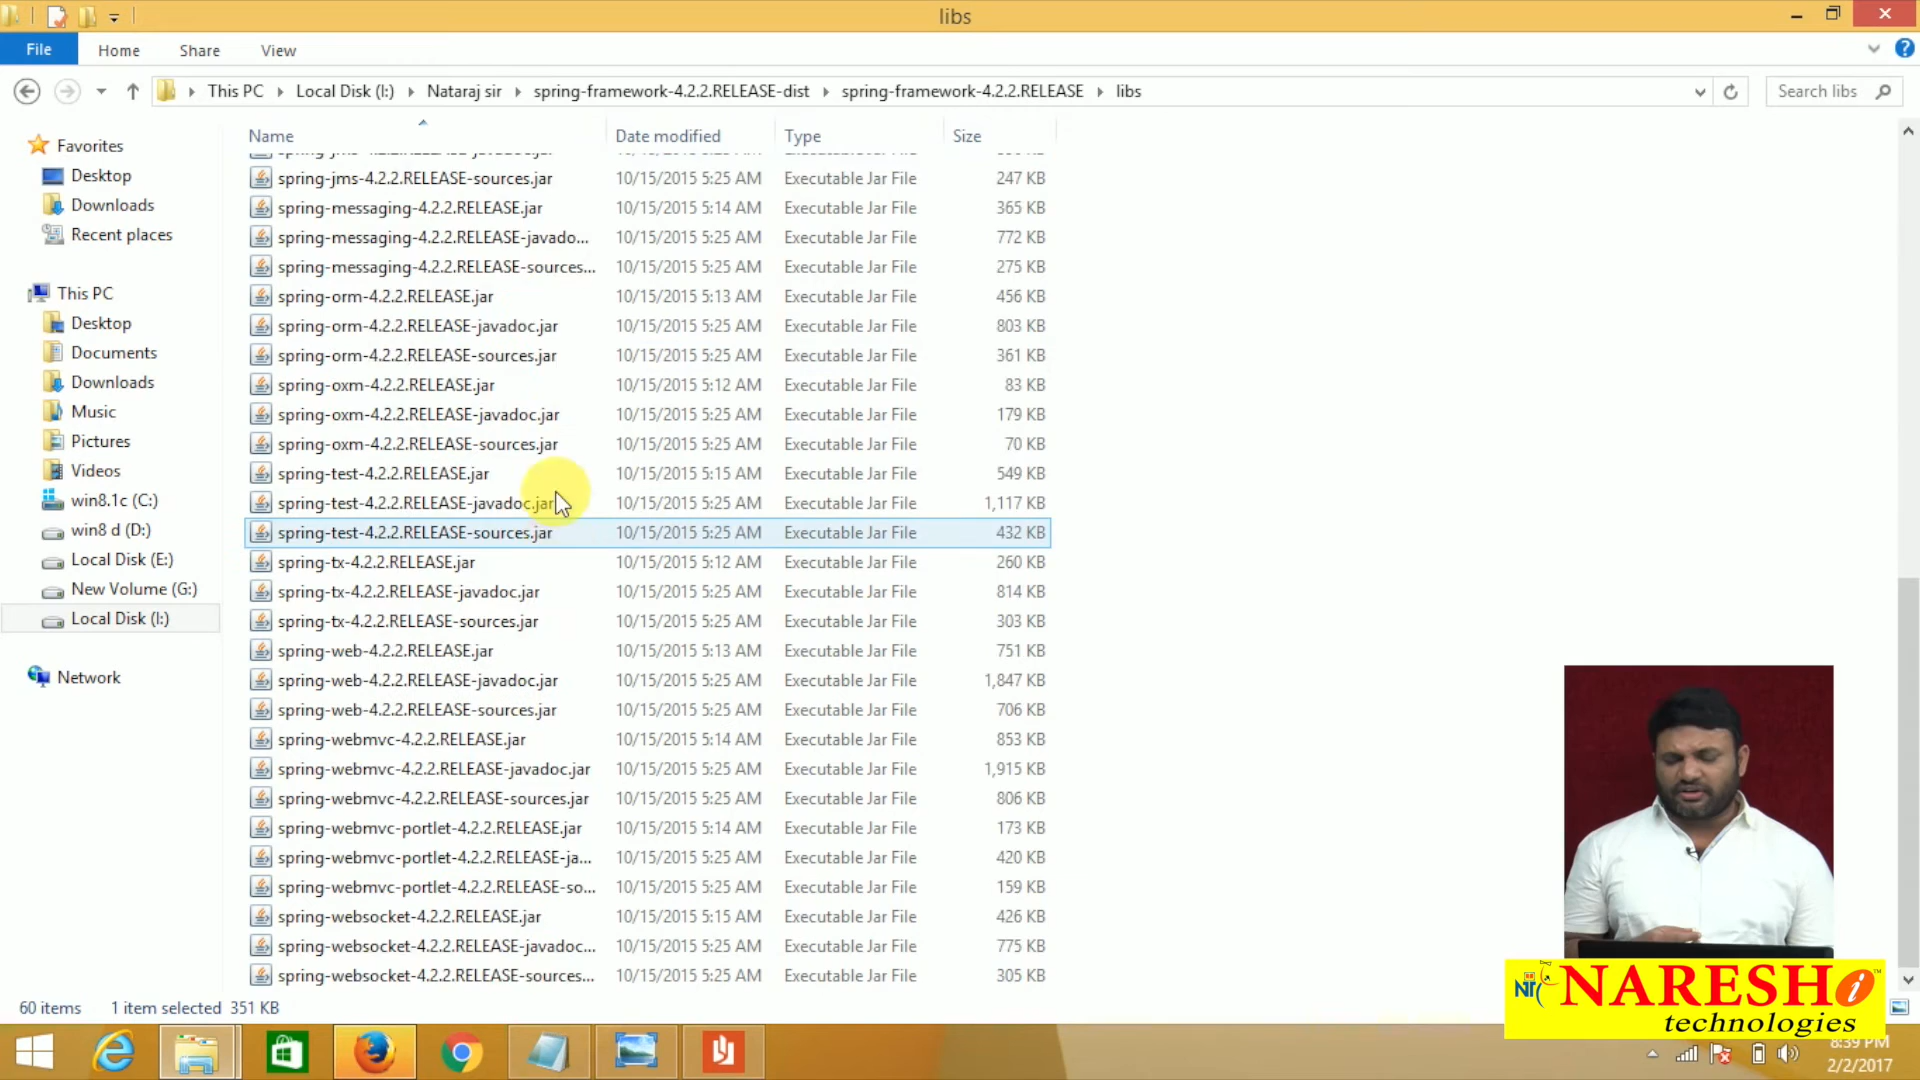 libs
File Home Share View
This PC Local Disk (I:) Nataraj sir spring-framework-4.2.2.RELEASE-dist spring-framework-4.2.2.RELEASE libs
Search libs
Name Date modified Type Size
spring-jms-4.2.2.RELEASE-sources.jar 10/15/2015 5:25 AM Executable Jar File 247 KB
spring-messaging-4.2.2.RELEASE.jar 10/15/2015 5:14 AM Executable Jar File 365 KB
spring-messaging-4.2.2.RELEASE-javado... 10/15/2015 5:25 AM Executable Jar File 772 KB
spring-messaging-4.2.2.RELEASE-sources... 10/15/2015 5:25 AM Executable Jar File 275 KB
spring-orm-4.2.2.RELEASE.jar 10/15/2015 5:13 AM Executable Jar File 456 KB
spring-orm-4.2.2.RELEASE-javadoc.jar 10/15/2015 5:25 AM Executable Jar File 803 KB
spring-orm-4.2.2.RELEASE-sources.jar 10/15/2015 5:25 AM Executable Jar File 361 KB
spring-oxm-4.2.2.RELEASE.jar 10/15/2015 5:12 AM Executable Jar File 83 KB
spring-oxm-4.2.2.RELEASE-javadoc.jar 10/15/2015 5:25 AM Executable Jar File 179 KB
spring-oxm-4.2.2.RELEASE-sources.jar 10/15/2015 5:25 AM Executable Jar File 70 KB
spring-test-4.2.2.RELEASE.jar 10/15/2015 5:15 AM Executable Jar File 549 KB
spring-test-4.2.2.RELEASE-javadoc.jar 10/15/2015 5:25 AM Executable Jar File 1,117 KB
spring-test-4.2.2.RELEASE-sources.jar 10/15/2015 5:25 AM Executable Jar File 432 KB
spring-tx-4.2.2.RELEASE.jar 10/15/2015 5:12 AM Executable Jar File 260 KB
spring-tx-4.2.2.RELEASE-javadoc.jar 10/15/2015 5:25 AM Executable Jar File 814 KB
spring-tx-4.2.2.RELEASE-sources.jar 10/15/2015 5:25 AM Executable Jar File 303 KB
spring-web-4.2.2.RELEASE.jar 10/15/2015 5:13 AM Executable Jar File 751 KB
spring-web-4.2.2.RELEASE-javadoc.jar 10/15/2015 5:25 AM Executable Jar File 1,847 KB
spring-web-4.2.2.RELEASE-sources.jar 10/15/2015 5:25 AM Executable Jar File 706 KB
spring-webmvc-4.2.2.RELEASE.jar 10/15/2015 5:14 AM Executable Jar File 853 KB
spring-webmvc-4.2.2.RELEASE-javadoc.jar 10/15/2015 5:25 AM Executable Jar File 1,915 KB
spring-webmvc-4.2.2.RELEASE-sources.jar 10/15/2015 5:25 AM Executable Jar File 806 KB
spring-webmvc-portlet-4.2.2.RELEASE.jar 10/15/2015 5:14 AM Executable Jar File 173 KB
spring-webmvc-portlet-4.2.2.RELEASE-ja... 10/15/2015 5:25 AM Executable Jar File 420 KB
spring-webmvc-portlet-4.2.2.RELEASE-so... 10/15/2015 5:25 AM Executable Jar File 159 KB
spring-websocket-4.2.2.RELEASE.jar 10/15/2015 5:15 AM Executable Jar File 426 KB
spring-websocket-4.2.2.RELEASE-javadoc... 10/15/2015 5:25 AM Executable Jar File 775 KB
spring-websocket-4.2.2.RELEASE-sources... 10/15/2015 5:25 AM Executable Jar File 305 KB
Favorites
Desktop
Downloads
Recent places
This PC
Desktop
Documents
Downloads
Music
Pictures
Videos
win8.1c (C:)
win8 d (D:)
Local Disk (E:)
New Volume (G:)
Local Disk (I:)
Network
60 items 1 item selected 351 KB
NARESH i
technologies
8:39 PM
2/2/2017